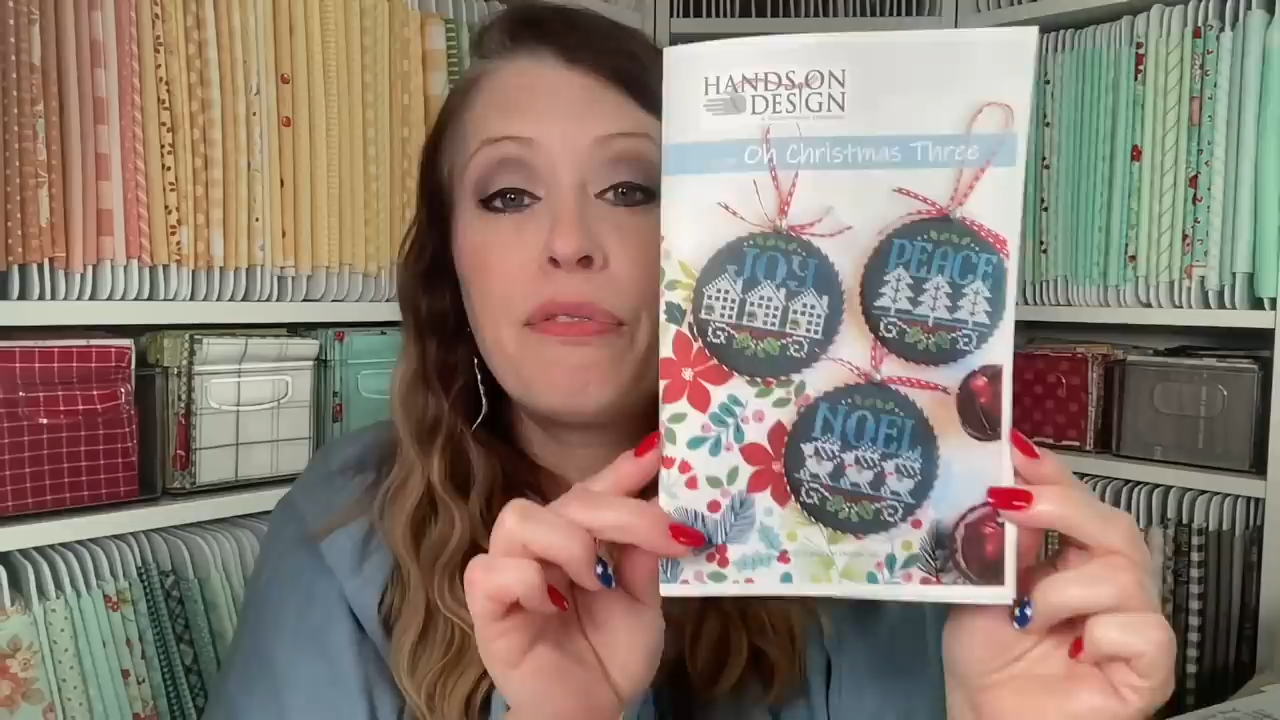 HANDS ON
DESIGN
Oh Christmas Three
JOY
PEACE
NOEL